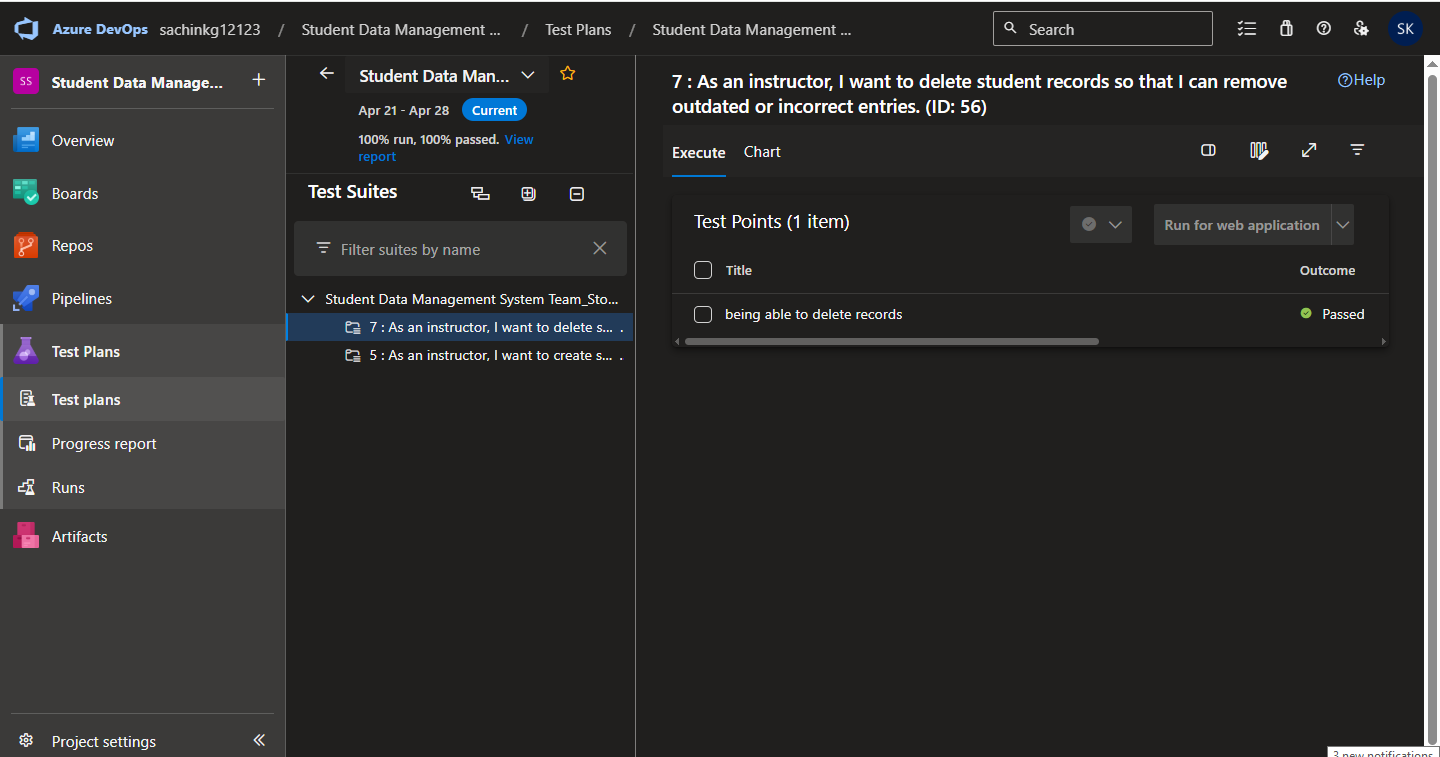 Azure DevOps sachinkg12123 / Student Data Management ... / Test Plans / Student Data Management ... Search SK
SS Student Data Manage... +
Overview
Boards
Repos
Pipelines
Test Plans
Test plans
Progress report
Runs
Artifacts
Project settings
Student Data Man...
Apr 21 - Apr 28 Current
100% run, 100% passed. View
report
Test Suites
Filter suites by name
Student Data Management System Team_Sto...
7 : As an instructor, I want to delete s... .
5 : As an instructor, I want to create s... .
7 : As an instructor, I want to delete student records so that I can remove
outdated or incorrect entries. (ID: 56)
Help
Execute Chart
Test Points (1 item)
Run for web application
Title Outcome
being able to delete records Passed
3 new notifications